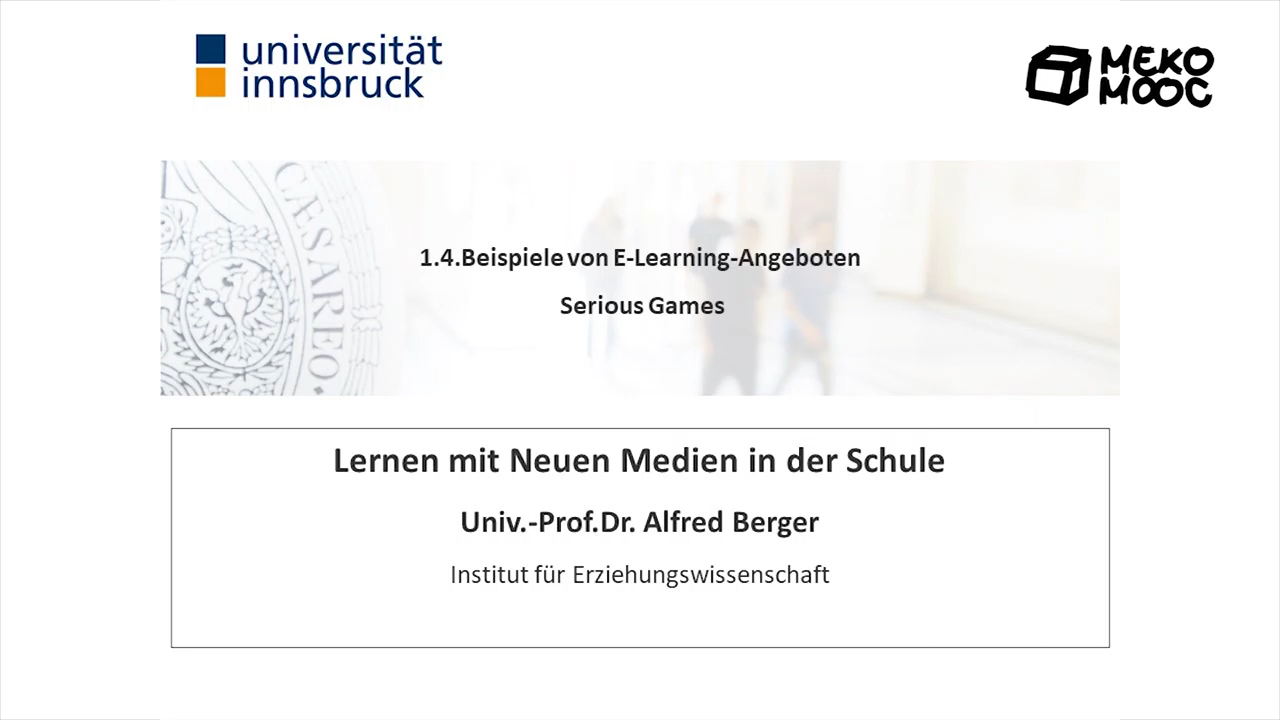 universität
innsbruck
MEKO
MOOC
CÆSAREO
1.4.Beispiele von E-Learning-Angeboten
Serious Games
Lernen mit Neuen Medien in der Schule
Univ.-Prof.Dr. Alfred Berger
Institut für Erziehungswissenschaft